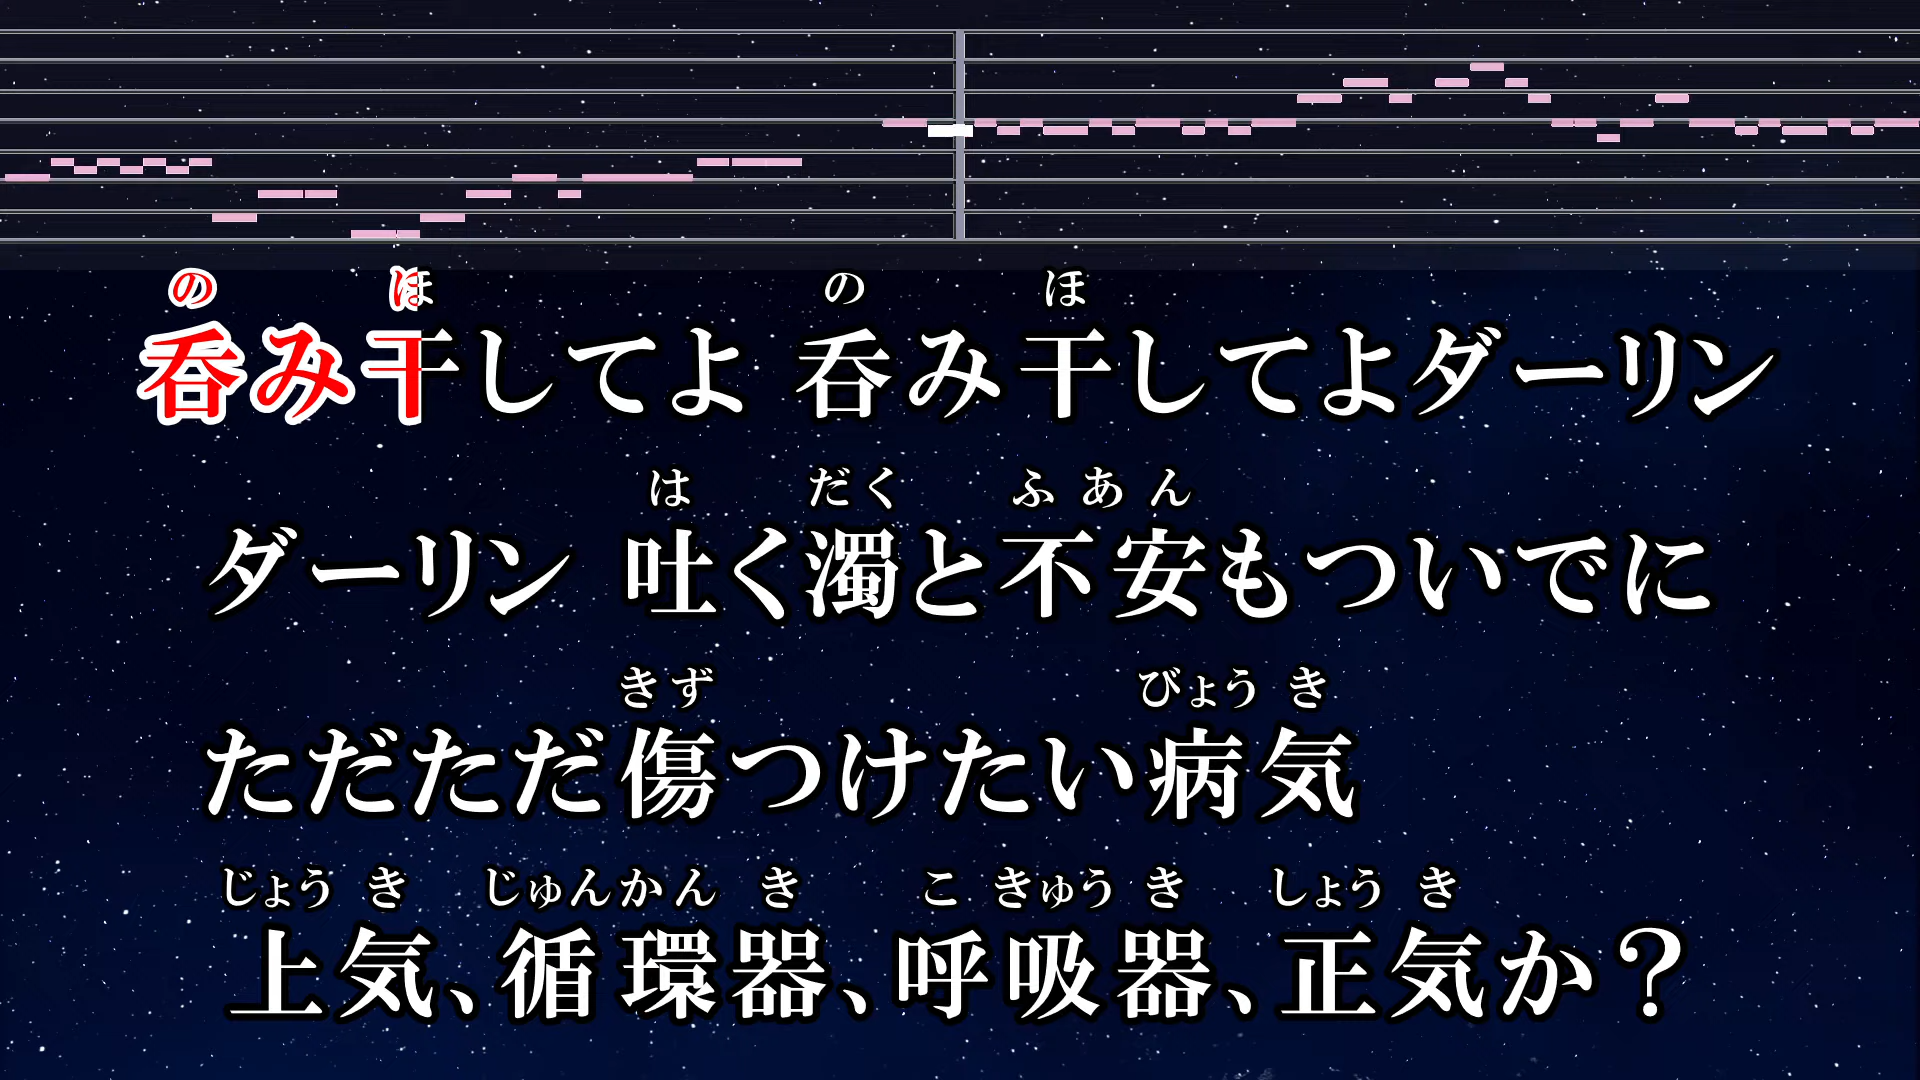 の ほ の ほ
呑み干してよ 呑み干してよダーリン
は だく ふ あん
ダーリン 吐く濁と不安もついでに
きず びょう き
ただただ傷つけたい病気
じょう き じゅんかん き こ きゅう き しょう き
上気、循環器、呼吸器、正気か？